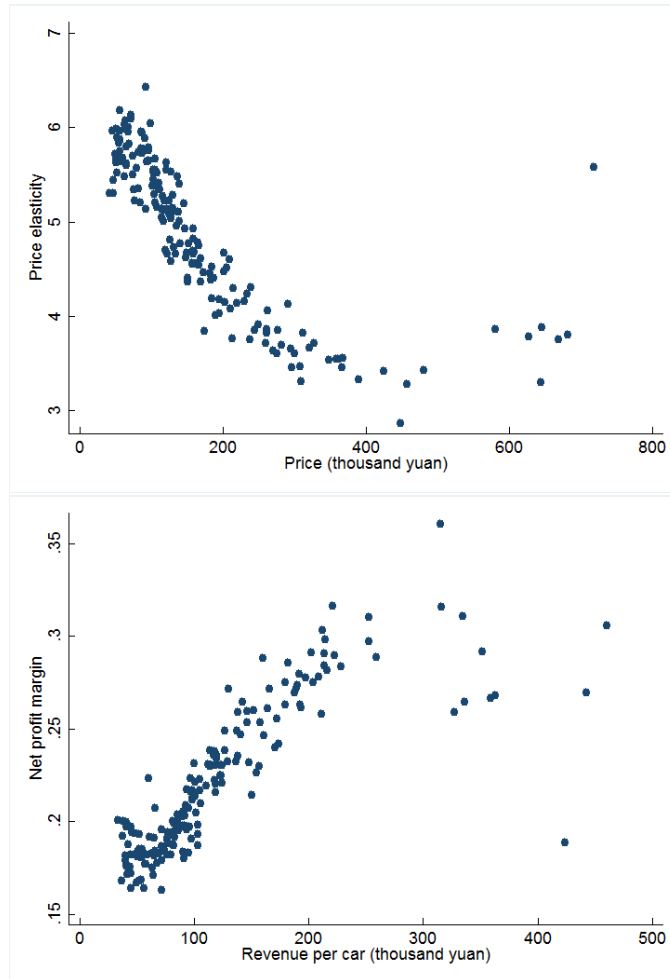 7
6
5
4
3
Price elasticity
0 200 400 600 800
Price (thousand yuan)
.35
.3
.25
.2
.15
Net profit margin
0 100 200 300 400 500
Revenue per car (thousand yuan)